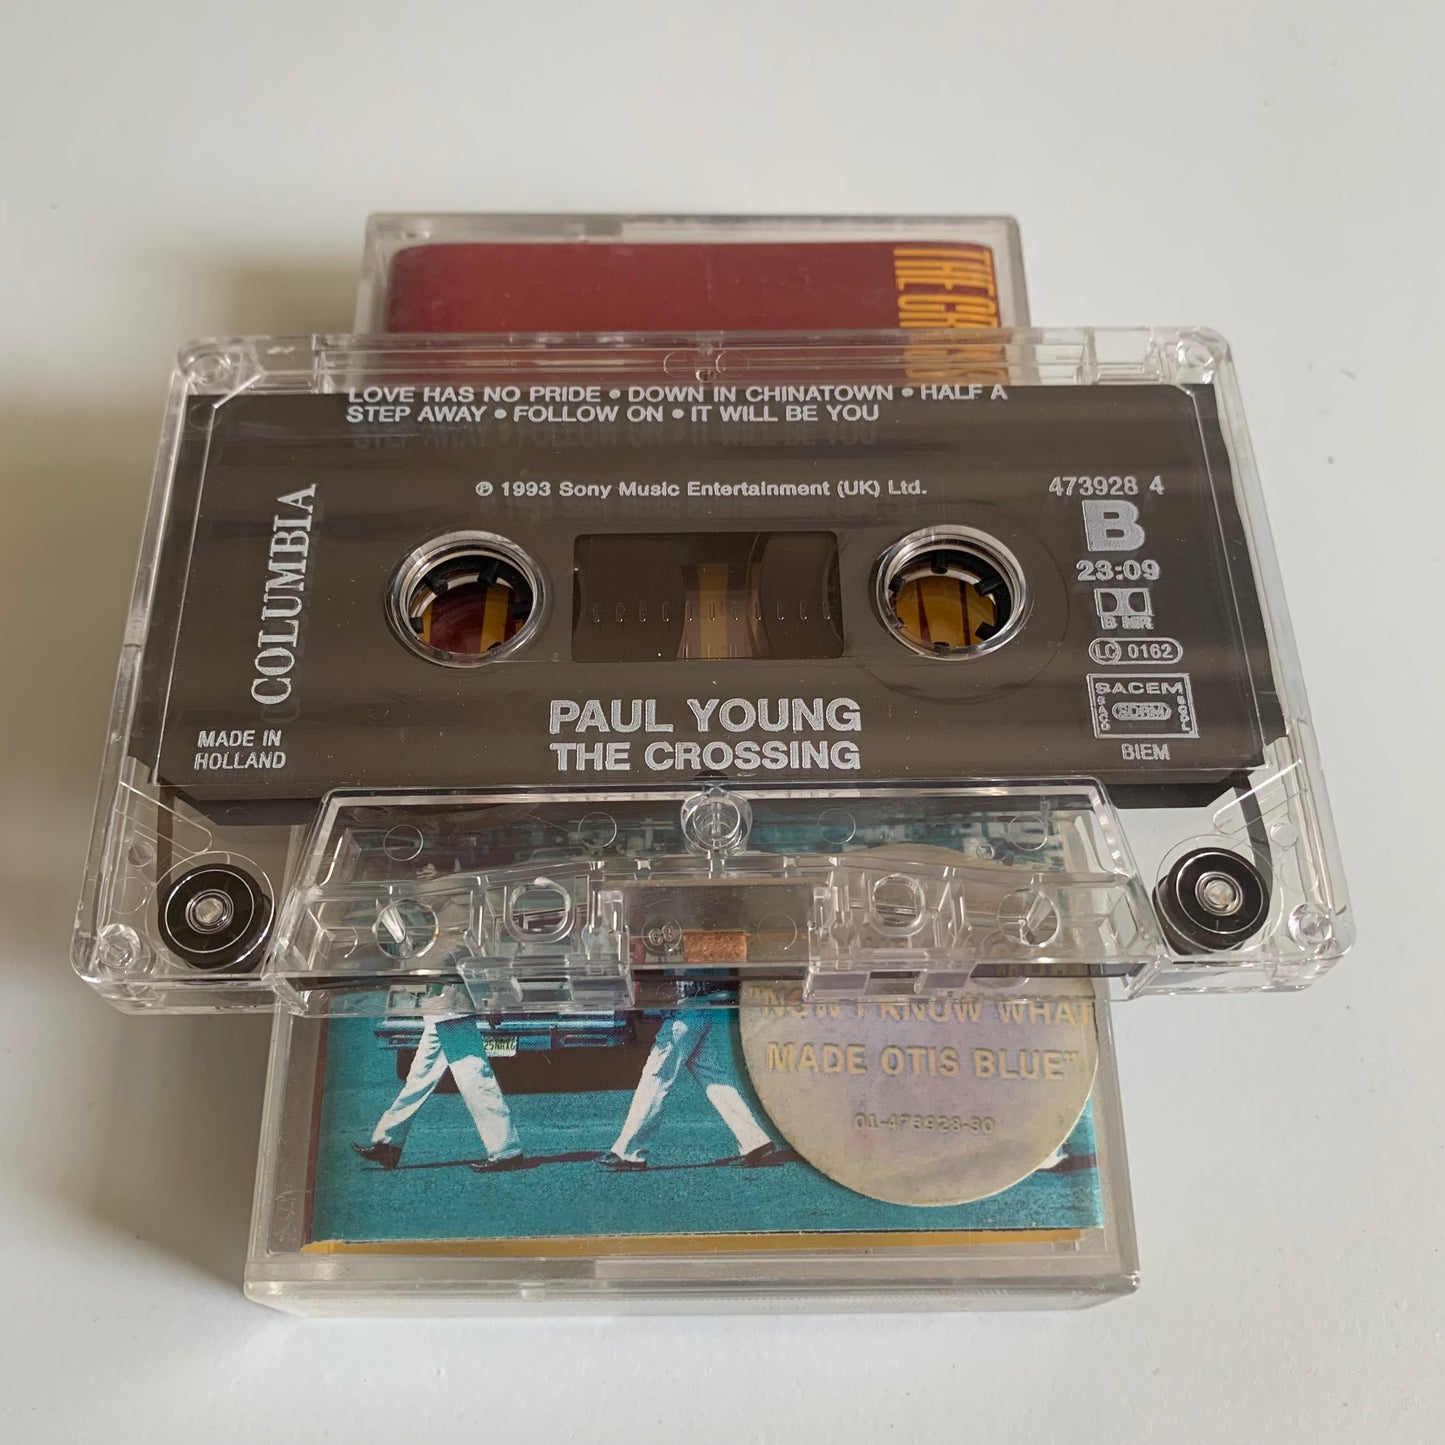 THE CROSSING
LOVE HAS NO PRIDE • DOWN IN CHINATOWN • HALF A
STEP AWAY • FOLLOW ON • IT WILL BE YOU
℗ 1993 Sony Music Entertainment (UK) Ltd.
473928 4
B
23:09
B NR
LC 0162
SACEM
SDRM
BIEM
COLUMBIA
MADE IN
HOLLAND
PAUL YOUNG
THE CROSSING
"NOW I KNOW WHAT
MADE OTIS BLUE"
01-473928-30